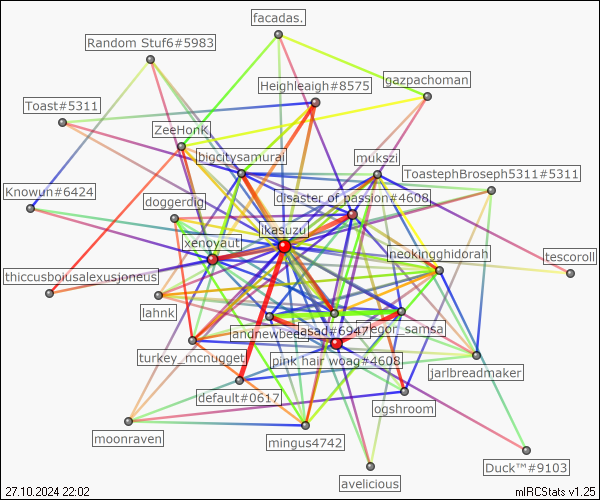 facadas.
Random Stuf6#5983
Heighleaigh#8575
gazpachoman
Toast#5311
ZeeHonK
bigcitysamurai
mukszi
ToastephBroseph5311#5311
Knowun#6424
doggerdig
disaster of passion#4608
likasuzu
xenoyaut
neokingghidorah
tescoroll
thiccusboiusalexusjoneus
lahnk
andnewbees
asad#6947
egor_samsa
turkey_mcnugget
pink hair woag#4608
jarlbreadmaker
default#0617
ogshroom
moonraven
mingus4742
Duck™#9103
avelicious
27.10.2024 22:02
mIRCStats v1.25